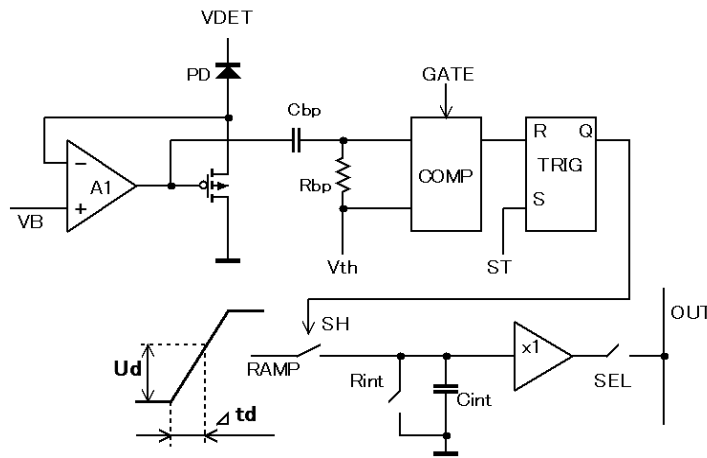 VDET
PD
GATE
Cbp
R Q
− A1
COMP
TRIG
Rbp
S
VB +
Vth
ST
SH
OUT
x1
Ud
RAMP
Rint
SEL
Cint
⊿ td